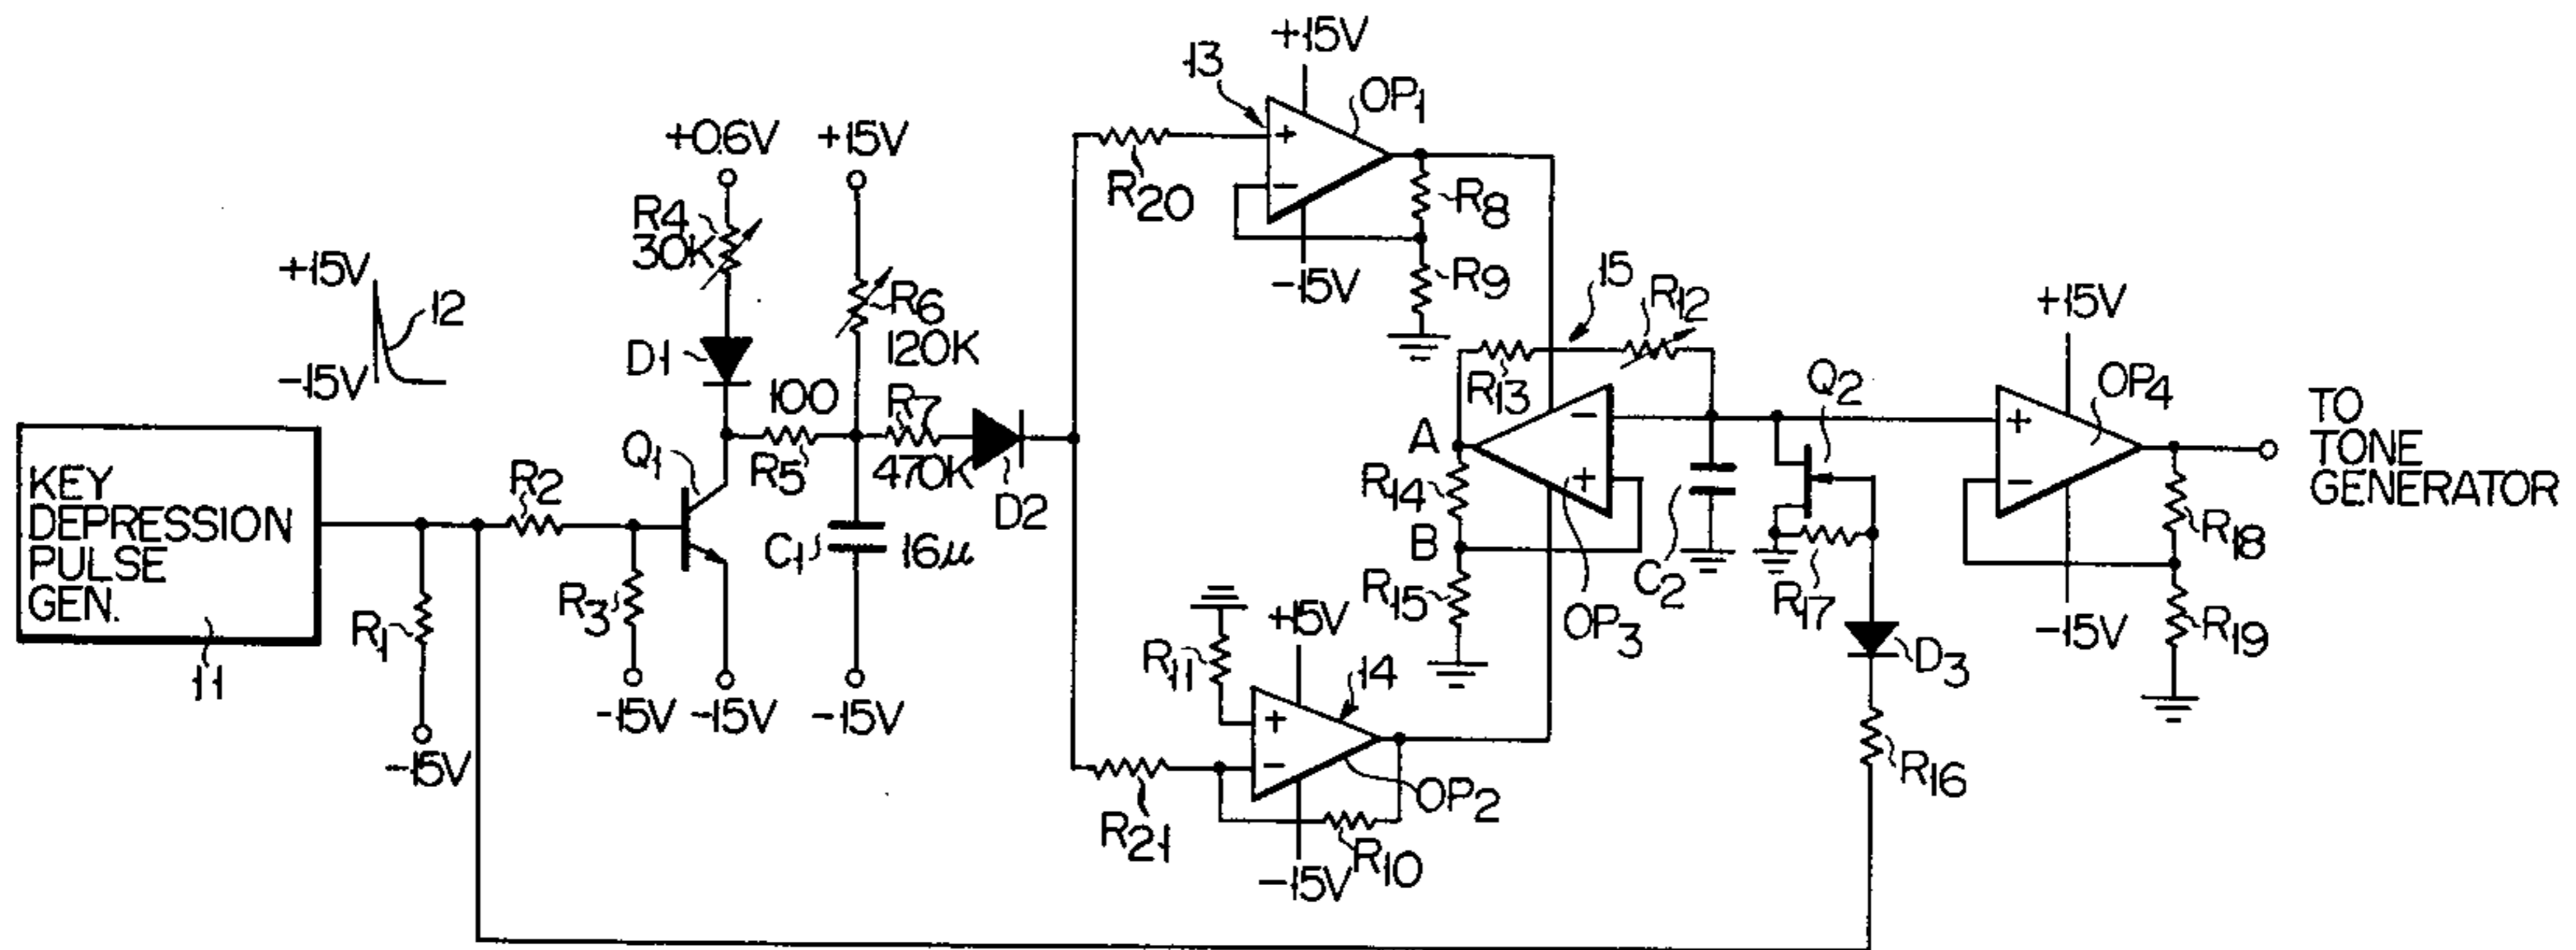 +15V
13
OP1
+0.6V
+15V
R4
30K
R20
R8
+15V
12
R6
-15V
R9
15
R12
+15V
-15V
D1
120K
R13
Q2
OP4
100
R7
Q1
A
TO
TONE
GENERATOR
KEY
DEPRESSION
PULSE
GEN.
R2
R5
470K
D2
R14
C1
16μ
B
C2
R18
R3
R15
OP3
R17
R1
R11
+15V
-15V
R19
11
14
D3
-15V
-15V
-15V
-15V
R16
OP2
R21
R10
-15V